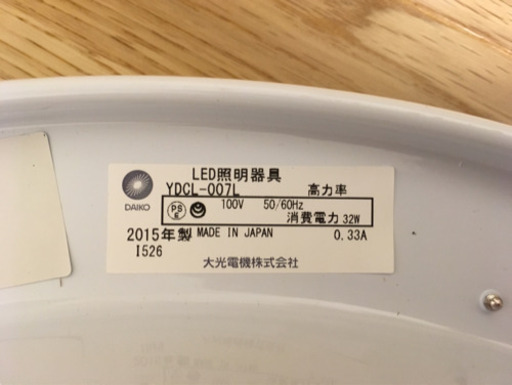 LED照明器具
YDCL-007L 高力率
DAIKO
PS E 100V 50/60Hz
消費電力 32W
2015年製 MADE IN JAPAN 0.33A
I526
大光電機株式会社